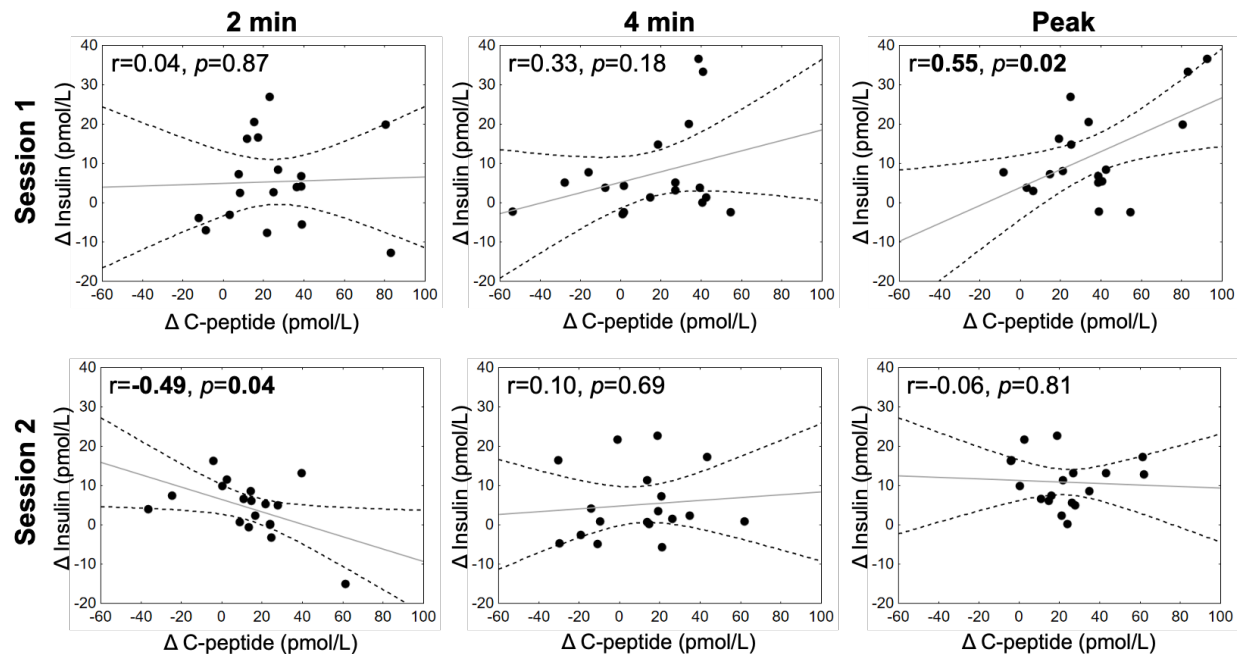 2 min
4 min
Peak
Session 1
r=0.04, p=0.87
Δ Insulin (pmol/L)
40
30
20
10
0
-10
-20
-60 -40 -20 0 20 40 60 80 100
Δ C-peptide (pmol/L)
r=0.33, p=0.18
Δ Insulin (pmol/L)
40
30
20
10
0
-10
-20
-60 -40 -20 0 20 40 60 80 100
Δ C-peptide (pmol/L)
r=0.55, p=0.02
Δ Insulin (pmol/L)
40
30
20
10
0
-10
-20
-60 -40 -20 0 20 40 60 80 100
Δ C-peptide (pmol/L)
Session 2
r=-0.49, p=0.04
Δ Insulin (pmol/L)
40
30
20
10
0
-10
-20
-60 -40 -20 0 20 40 60 80 100
Δ C-peptide (pmol/L)
r=0.10, p=0.69
Δ Insulin (pmol/L)
40
30
20
10
0
-10
-20
-60 -40 -20 0 20 40 60 80 100
Δ C-peptide (pmol/L)
r=-0.06, p=0.81
Δ Insulin (pmol/L)
40
30
20
10
0
-10
-20
-60 -40 -20 0 20 40 60 80 100
Δ C-peptide (pmol/L)